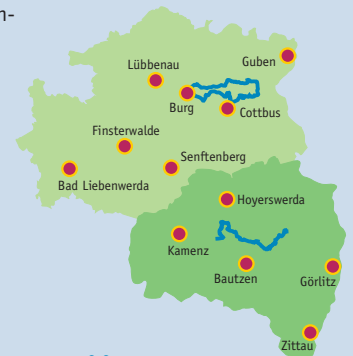 n-
Guben
Lübbenau
Burg
Cottbus
Finsterwalde
Senftenberg
Bad Liebenwerda
Hoyerswerda
Kamenz
Bautzen
Görlitz
Zittau